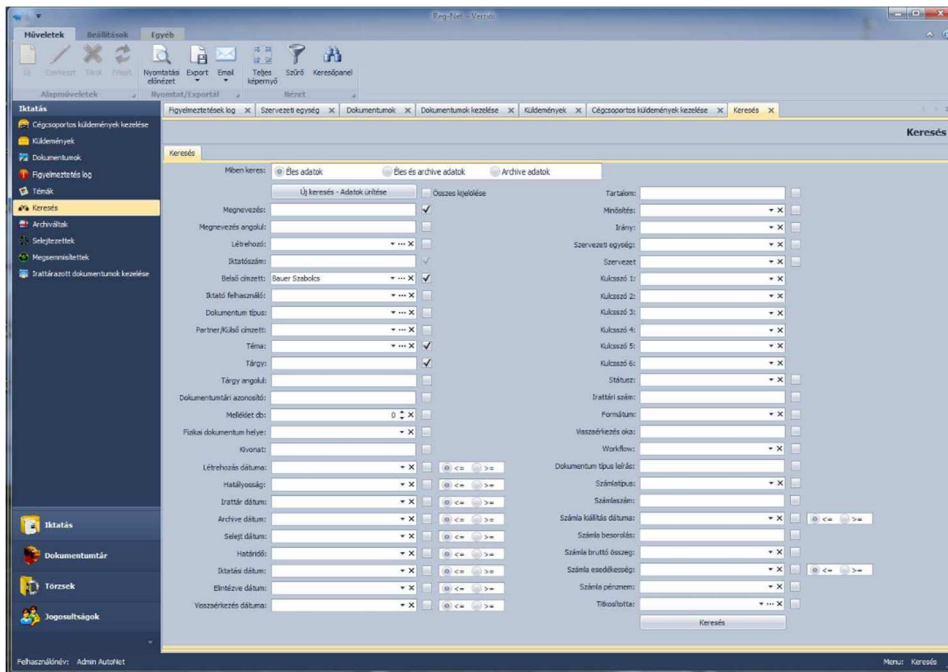 Reg-Net - Verzió
Műveletek Beállítások Egyéb
Új Szerkeszt Töröl Frissít Nyomtatási előnézet Export Email Teljes képernyő Szűrő Keresőpanel
Alapműveletek Nyomtat/Exportál Nézet
Iktatás
Cégcsoportos küldemények kezelése
Küldemények
Dokumentumok
Figyelmeztetés log
Témák
Keresés
Archiváltak
Selejtezettek
Megsemmisítettek
Irattárazott dokumentumok kezelése
Iktatás
Dokumentumtár
Törzsek
Jogosultságok
Figyelmeztetések log Szervezeti egység Dokumentumok Dokumentumok kezelése Küldemények Cégcsoportos küldemények kezelése Keresés
Keresés
Keresés
Miben keres: Éles adatok Éles és archive adatok Archive adatok
Új keresés - Adatok ürítése Összes kijelölése
Megnevezés:
Megnevezés angolul:
Létrehozó:
Iktatószám:
Belső címzett: Bauer Szabolcs
Iktató felhasználó:
Dokumentum típus:
Partner/Külső címzett:
Téma:
Tárgy:
Tárgy angolul:
Dokumentumtári azonosító:
Melléklet db: 0
Fizikai dokumentum helye:
Kivonat:
Létrehozás dátuma: <= >=
Hatályosság: <= >=
Irattár dátum: <= >=
Archive dátum: <= >=
Selejt dátum: <= >=
Határidő: <= >=
Iktatási dátum: <= >=
Elintézve dátum: <= >=
Visszaérkezés dátuma: <= >=
Tartalom:
Minősítés:
Irány:
Szervezeti egység:
Szervezet
Kulcsszó 1:
Kulcsszó 2:
Kulcsszó 3:
Kulcsszó 4:
Kulcsszó 5:
Kulcsszó 6:
Státusz:
Irattári szám:
Formátum:
Visszaérkezés oka:
Workflow:
Dokumentum típus leírás:
Számlatípus:
Számlaszám:
Számla kiállítás dátuma: <= >=
Számla besorolás:
Számla bruttó összeg:
Számla esedékesség: <= >=
Számla pénznem:
Titkosította:
Keresés
Felhasználónév: Admin AutoNet
Menu: Keresés